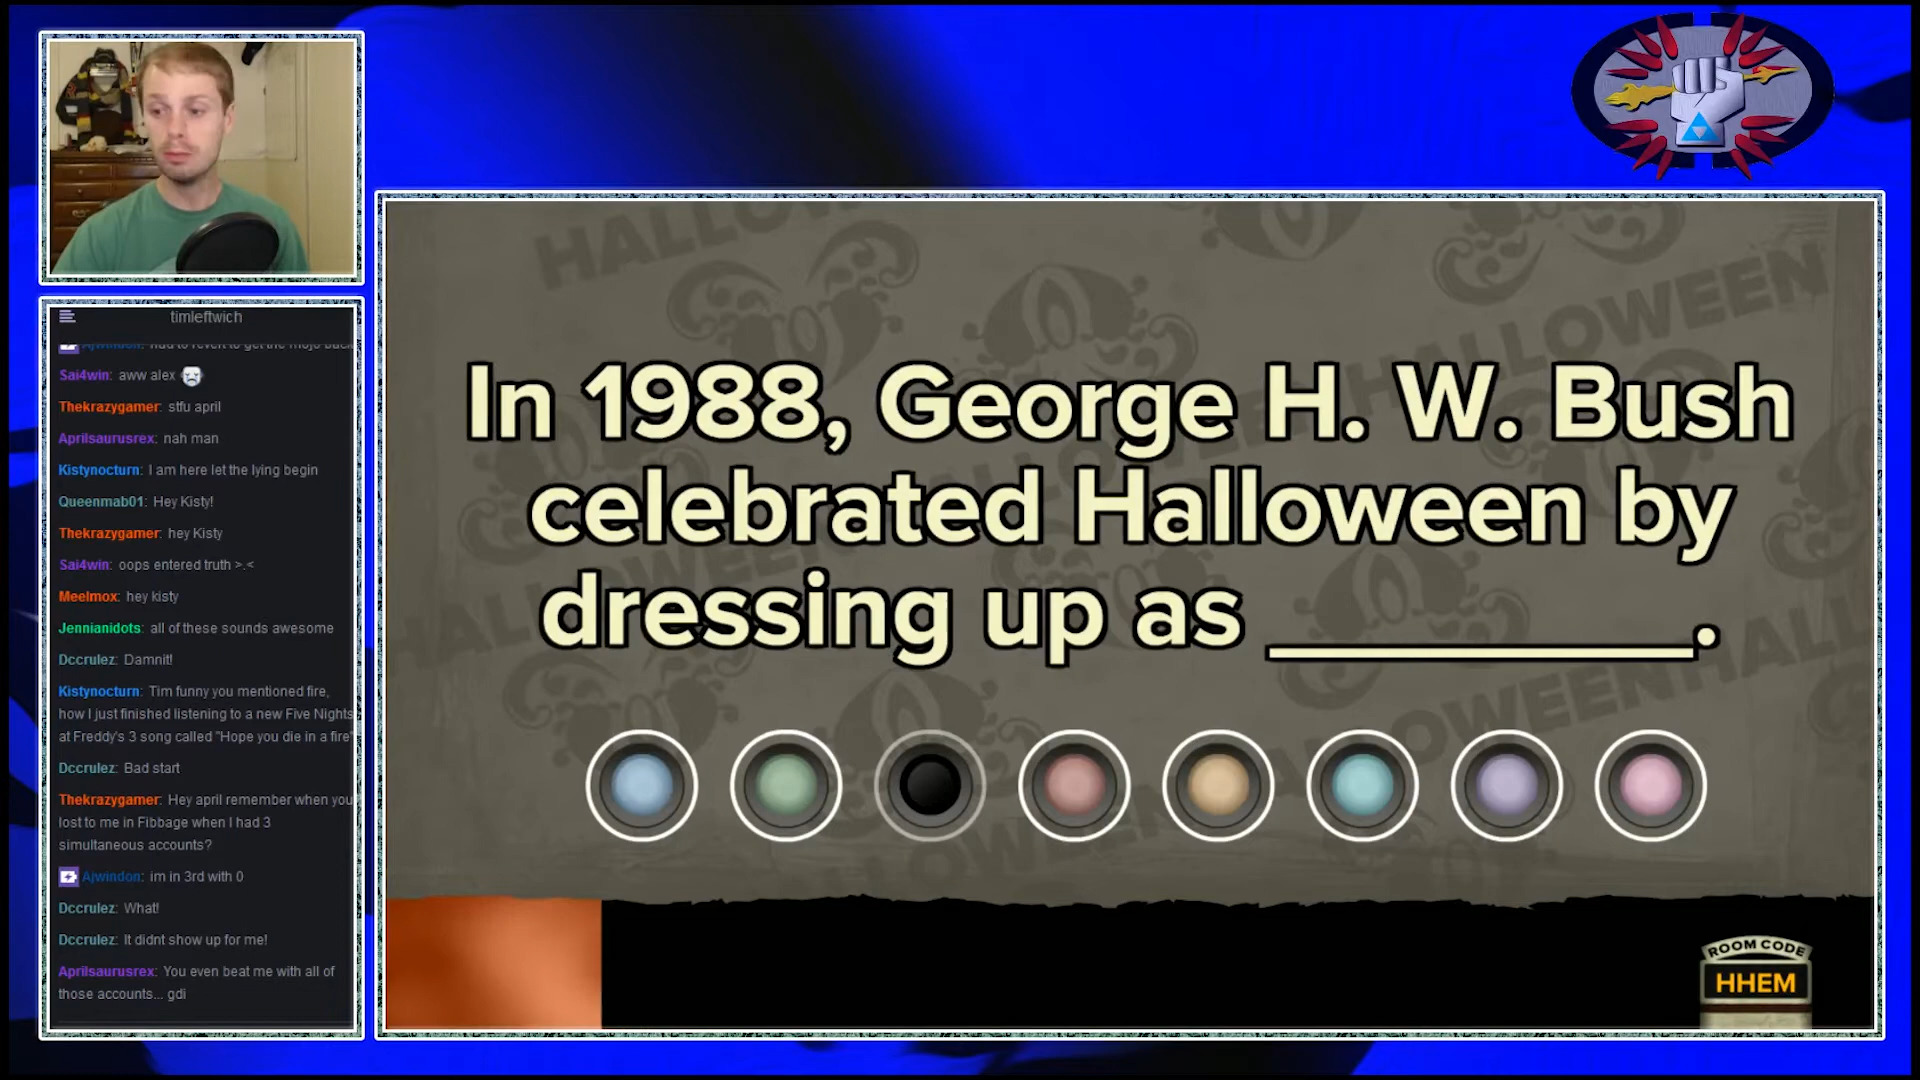 timleftwich
Sai4win: aww alex
Thekrazygamer: stfu april
Aprilsaurusrex: nah man
Kistynocturn: I am here let the lying begin
Queenmab01: Hey Kisty!
Thekrazygamer: hey Kisty
Sai4win: oops entered truth >.<
Meelmox: hey kisty
Jennianidots: all of these sounds awesome
Dccrulez: Damnit!
Kistynocturn: Tim funny you mentioned fire,
how I just finished listening to a new Five Nights
at Freddy's 3 song called "Hope you die in a fire"
Dccrulez: Bad start
Thekrazygamer: Hey april remember when you
lost to me in Fibbage when I had 3
simultaneous accounts?
Ajwindon: im in 3rd with 0
Dccrulez: What!
Dccrulez: It didnt show up for me!
Aprilsaurusrex: You even beat me with all of
those accounts... gdi
In 1988, George H. W. Bush
celebrated Halloween by
dressing up as ________.
HALLOWEEN
ROOM CODE
HHEM